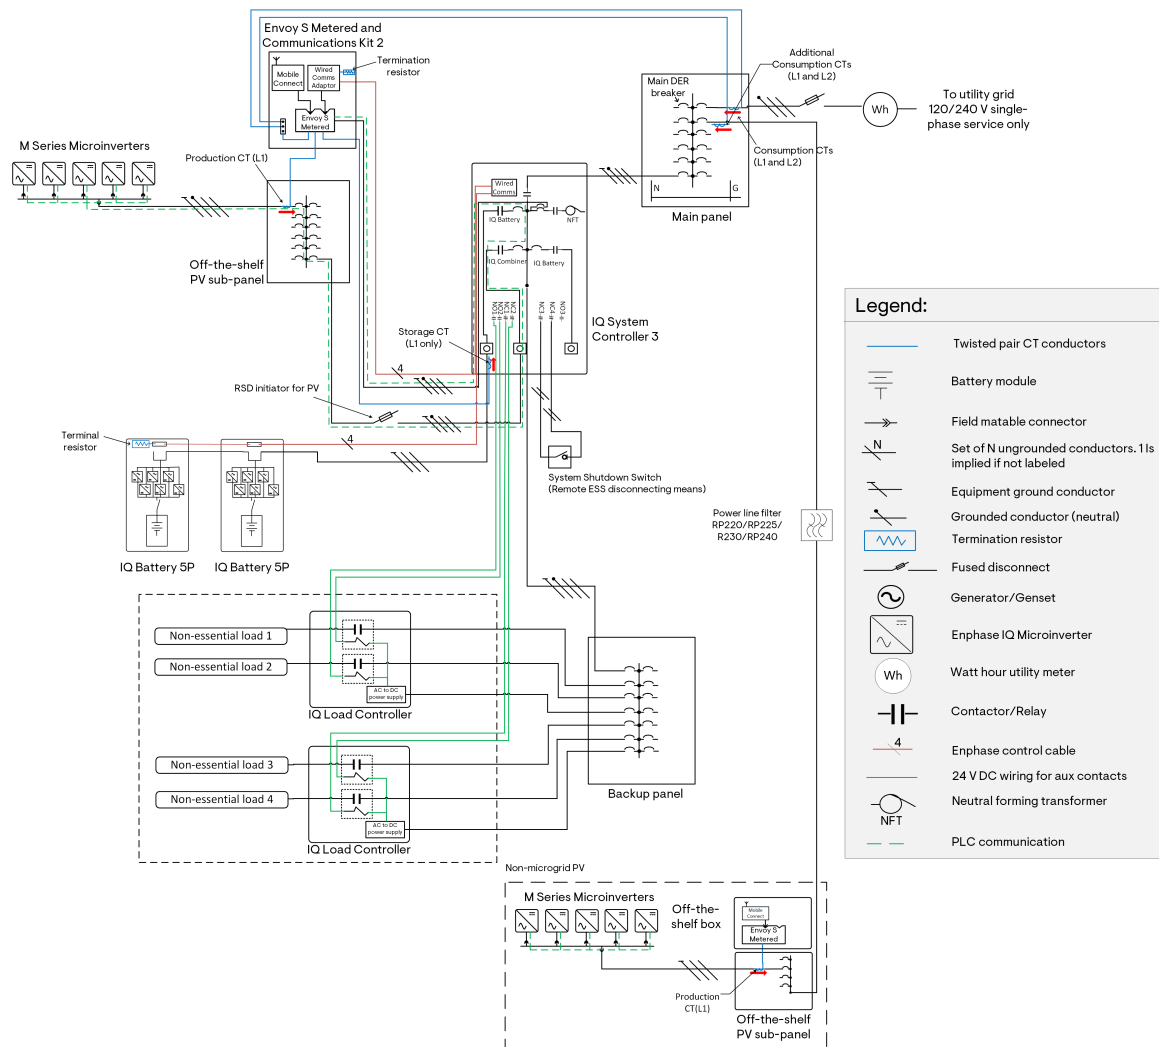 Envoy S Metered and
Communications Kit 2
Mobile
Connect
Wired
Comms
Adaptor
Termination
resistor
Envoy S
Metered
Additional
Consumption CTs
(L1 and L2)
Main DER
breaker
Wh
To utility grid
120/240 V single-
phase service only
Consumption CTs
(L1 and L2)
N
G
Main panel
M Series Microinverters
Production CT (L1)
Off-the-shelf
PV sub-panel
Wired
Comms
IQ Battery
NFT
IQ Combiner
IQ Battery
NO1
NO2
NC1
NC2
NC3
NC4
NO3
IQ System
Controller 3
Storage CT
(L1 only)
4
RSD initiator for PV
4
Terminal
resistor
IQ Battery 5P
IQ Battery 5P
System Shutdown Switch
(Remote ESS disconnecting means)
Power line filter
RP220/RP225/
R230/RP240
Non-essential load 1
Non-essential load 2
AC to DC
power supply
IQ Load Controller
Non-essential load 3
Non-essential load 4
AC to DC
power supply
IQ Load Controller
Backup panel
Non-microgrid PV
M Series Microinverters
Off-the-
shelf box
Mobile
Connect
Envoy S
Metered
Production
CT(L1)
Off-the-shelf
PV sub-panel
Legend:
Twisted pair CT conductors
Battery module
Field matable connector
N
Set of N ungrounded conductors. 1 Is
implied if not labeled
Equipment ground conductor
Grounded conductor (neutral)
Termination resistor
Fused disconnect
Generator/Genset
Enphase IQ Microinverter
Wh
Watt hour utility meter
Contactor/Relay
4
Enphase control cable
24 V DC wiring for aux contacts
Neutral forming transformer
NFT
PLC communication